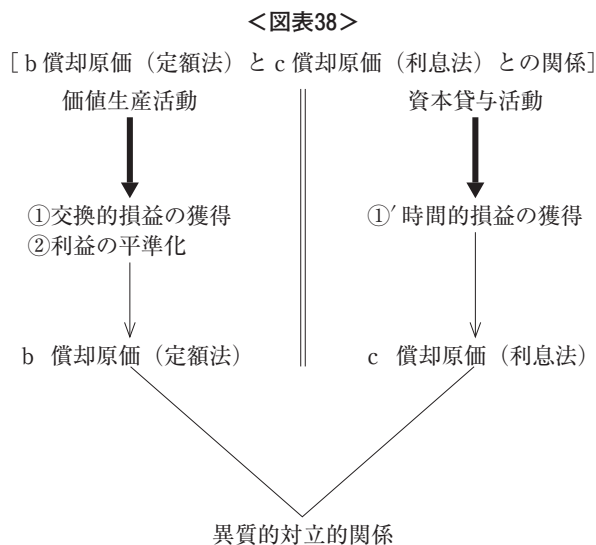 ＜図表38＞
［ｂ償却原価（定額法）とｃ償却原価（利息法）との関係］
価値生産活動
資本貸与活動
①交換的損益の獲得
②利益の平準化
①′時間的損益の獲得
ｂ 償却原価（定額法）
ｃ 償却原価（利息法）
異質的対立的関係